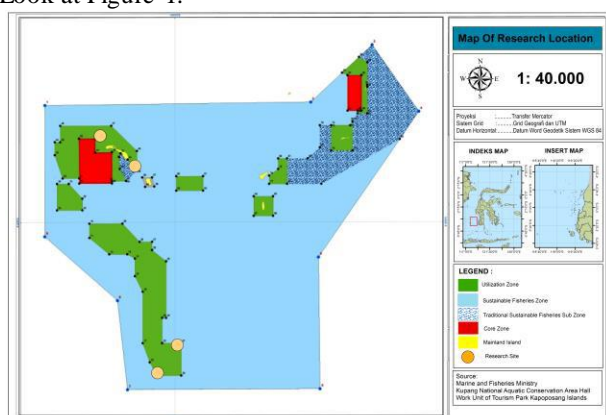 Look at Figure 1.
Map Of Research Location
N
W
E
S
1: 40.000
Proyeksi :..........Transfer Mercator
Sistem Grid :..........Grid Geografi dan UTM
Datum Horizontal :..........Datum Word Geodetik Sistem WGS 84
INDEKS MAP
INSERT MAP
LEGEND :
Utilization Zone
Sustainable Fisheries Zone
Traditional Sustainable Fisheries Sub Zone
Core Zone
Mainland Island
Research Site
Source:
Marine and Fisheries Ministry
Kupang National Aquatic Conservation Area Hall
Work Unit of Tourism Park Kapoposang Islands